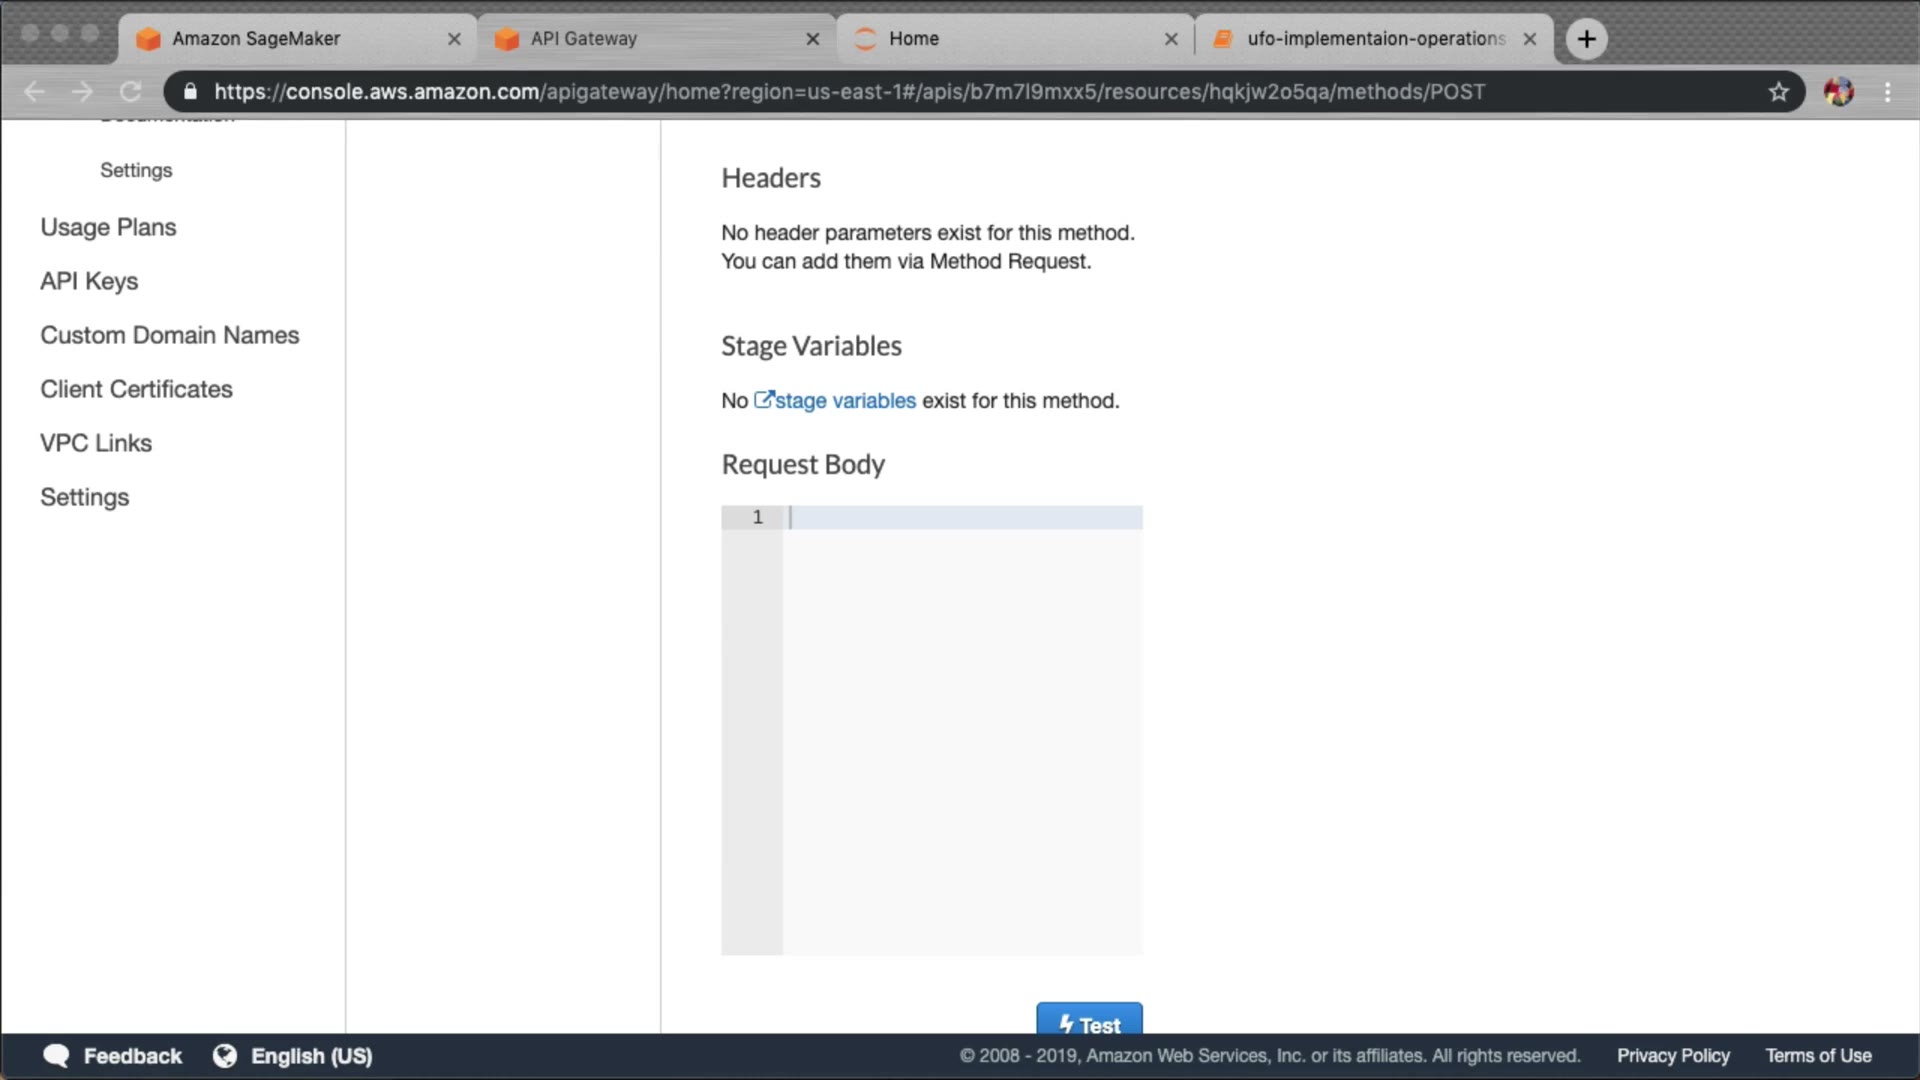 Amazon SageMaker
API Gateway
Home
ufo-implementaion-operations
https://console.aws.amazon.com/apigateway/home?region=us-east-1#/apis/b7m7l9mxx5/resources/hqkjw2o5qa/methods/POST
Documentation
Settings
Usage Plans
API Keys
Custom Domain Names
Client Certificates
VPC Links
Settings
Headers
No header parameters exist for this method.
You can add them via Method Request.
Stage Variables
No stage variables exist for this method.
Request Body
1
Test
Feedback
English (US)
© 2008 - 2019, Amazon Web Services, Inc. or its affiliates. All rights reserved.
Privacy Policy
Terms of Use